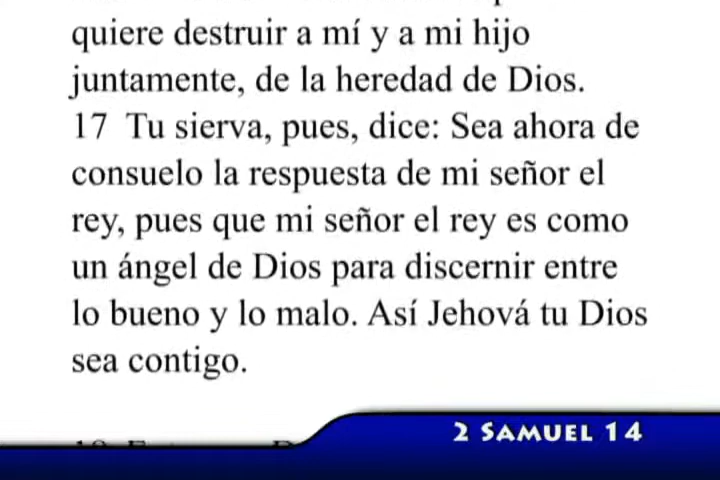 quiere destruir a mí y a mi hijo
juntamente, de la heredad de Dios.
17 Tu sierva, pues, dice: Sea ahora de
consuelo la respuesta de mi señor el
rey, pues que mi señor el rey es como
un ángel de Dios para discernir entre
lo bueno y lo malo. Así Jehová tu Dios
sea contigo.
2 SAMUEL 14